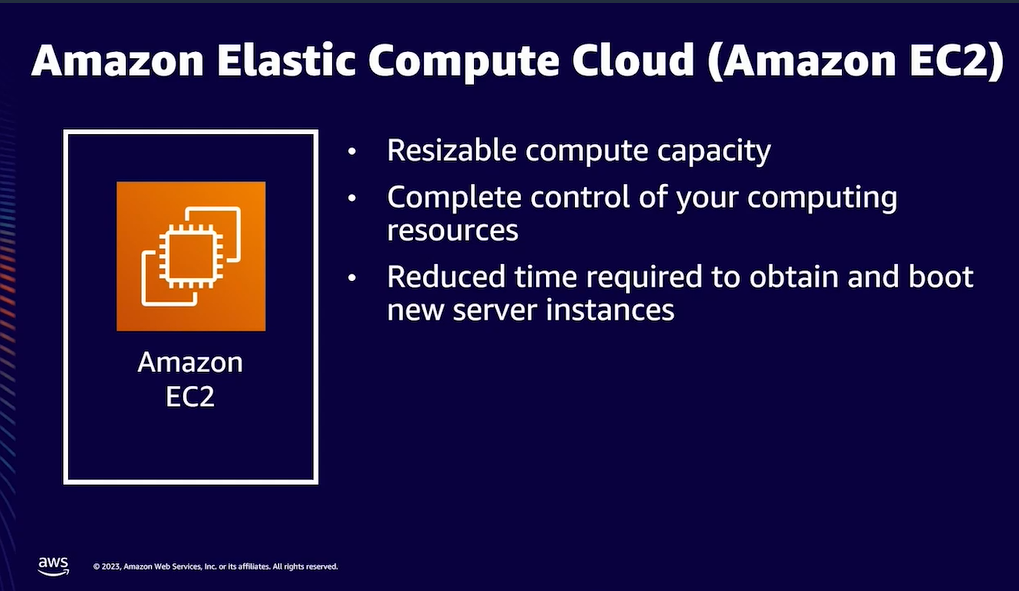 Amazon Elastic Compute Cloud (Amazon EC2)
Amazon
EC2
• Resizable compute capacity
• Complete control of your computing
resources
• Reduced time required to obtain and boot
new server instances
aws
© 2023, Amazon Web Services, Inc. or its affiliates. All rights reserved.